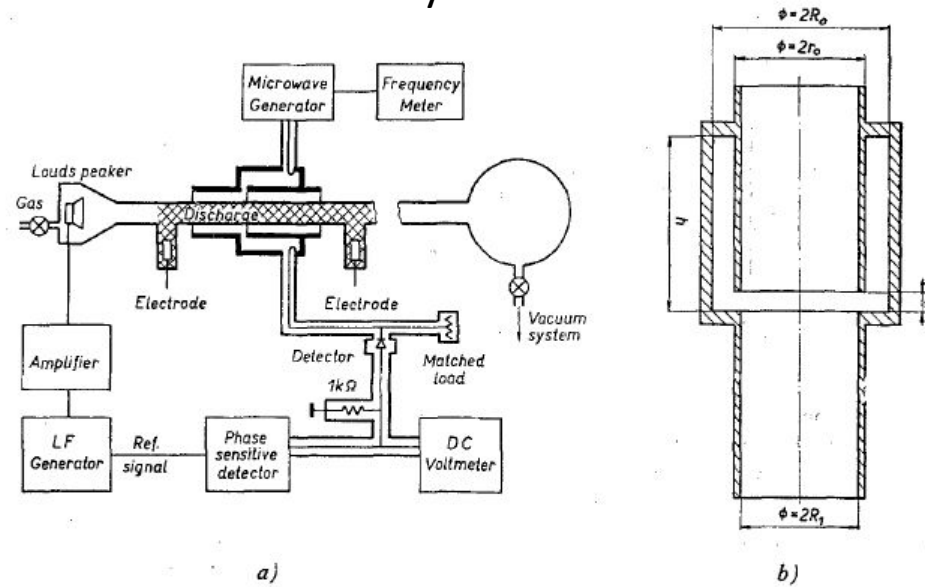 Microwave
Generator
Frequency
Meter
Louds peaker
Gas
Discharge
Electrode
Electrode
Vacuum
system
Amplifier
Detector
Matched
load
1kΩ
LF
Generator
Ref.
signal
Phase
sensitive
detector
DC
Voltmeter
a)
ϕ=2R₀
ϕ=2r₀
h
ϕ=2R₁
b)